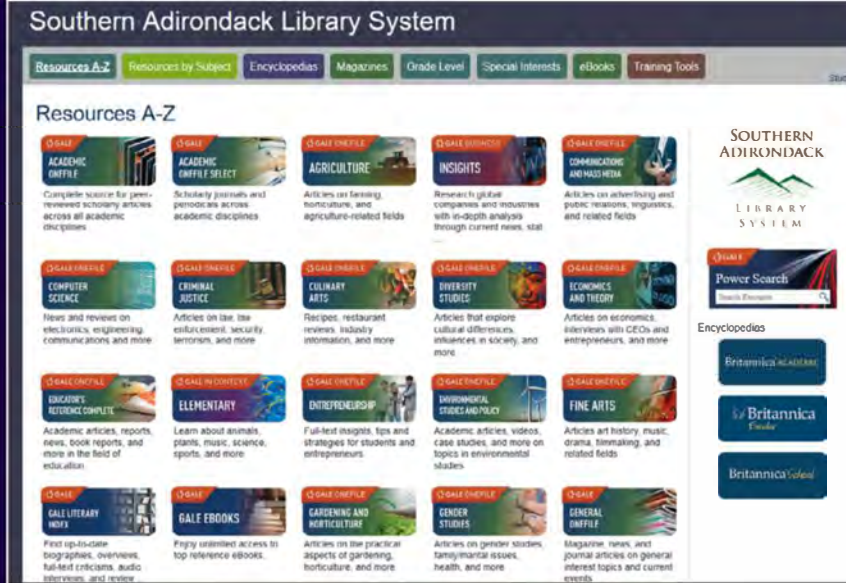 Southern Adirondack Library System
Resources A-Z
Resources by Subject
Encyclopedias
Magazines
Grade Level
Special Interests
eBooks
Training Tools
Resources A-Z
GALE
ACADEMIC
ONEFILE
Complete source for peer-
reviewed scholarly articles
across all academic
disciplines
GALE ONEFILE
ACADEMIC
ONEFILE SELECT
Scholarly journals and
periodicals across
academic disciplines
GALE ONEFILE
AGRICULTURE
Articles on farming,
horticulture, and
agriculture-related fields
GALE BUSINESS
INSIGHTS
Research global
companies and industries
with in-depth analysis
through current news, stat
...
GALE ONEFILE
COMMUNICATIONS
AND MASS MEDIA
Articles on advertising and
public relations, linguistics,
and related fields
GALE ONEFILE
COMPUTER
SCIENCE
News and reviews on
electronics, engineering,
communications and more
GALE ONEFILE
CRIMINAL
JUSTICE
Articles on law, law
enforcement, security,
terrorism, and more
GALE ONEFILE
CULINARY
ARTS
Recipes, restaurant
reviews, industry
information, and more
GALE ONEFILE
DIVERSITY
STUDIES
Articles that explore
cultural differences,
influences in society, and
more
GALE ONEFILE
ECONOMICS
AND THEORY
Articles on economics,
interviews with CEOs and
entrepreneurs, and more
GALE ONEFILE
EDUCATOR'S
REFERENCE COMPLETE
Academic articles, reports,
news, book reports, and
more in the field of
education
GALE IN CONTEXT
ELEMENTARY
Learn about animals,
plants, music, science,
sports, and more
GALE ONEFILE
ENTREPRENEURSHIP
Full-text insights, tips and
strategies for students and
entrepreneurs
GALE ONEFILE
ENVIRONMENTAL
STUDIES AND POLICY
Academic articles, videos,
case studies, and more on
topics in environmental
studies
GALE ONEFILE
FINE ARTS
Articles art history, music,
drama, filmmaking, and
related fields
GALE
GALE LITERARY
INDEX
Find up-to-date
biographies, overviews,
full-text criticisms, audio
interviews, and review
GALE
GALE EBOOKS
Enjoy unlimited access to
top reference eBooks.
GALE ONEFILE
GARDENING AND
HORTICULTURE
Articles on the practical
aspects of gardening,
horticulture, and more
GALE ONEFILE
GENDER
STUDIES
Articles on gender studies,
family/marital issues,
health, and more
GALE
GENERAL
ONEFILE
Magazine, news, and
journal articles on general
interest topics and current
events
SOUTHERN
ADIRONDACK
LIBRARY
SYSTEM
GALE
Power Search
Encyclopedias
Britannica ACADEMIC
Britannica
Britannica School